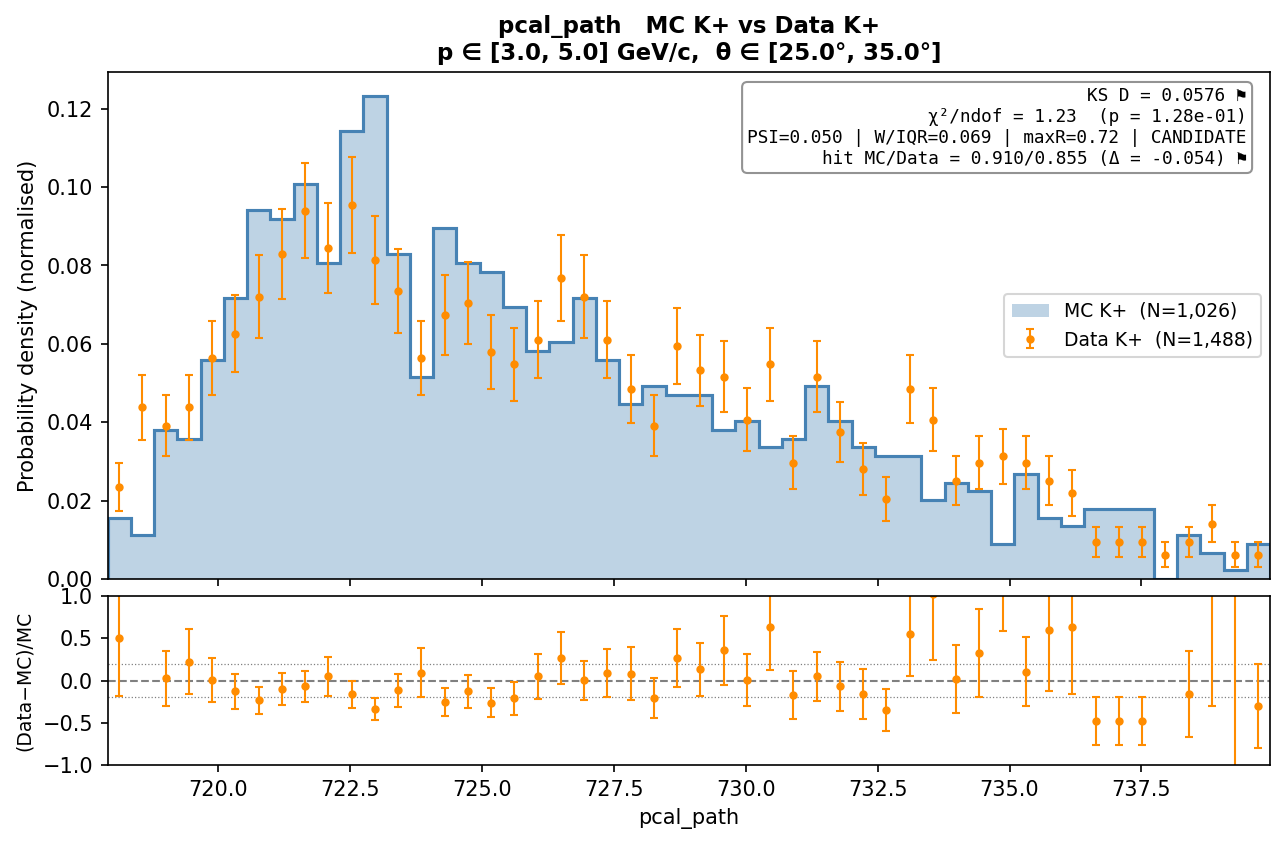 pcal_path   MC K+ vs Data K+
p ∈ [3.0, 5.0] GeV/c,  θ ∈ [25.0°, 35.0°]
KS D = 0.0576 ⚑
χ²/ndof = 1.23  (p = 1.28e-01)
PSI=0.050 | W/IQR=0.069 | maxR=0.72 | CANDIDATE
hit MC/Data = 0.910/0.855 (Δ = -0.054) ⚑
MC K+  (N=1,026)
Data K+  (N=1,488)
Probability density (normalised)
0.12
0.10
0.08
0.06
0.04
0.02
0.00
(Data−MC)/MC
1.0
0.5
0.0
−0.5
−1.0
720.0 722.5 725.0 727.5 730.0 732.5 735.0 737.5
pcal_path